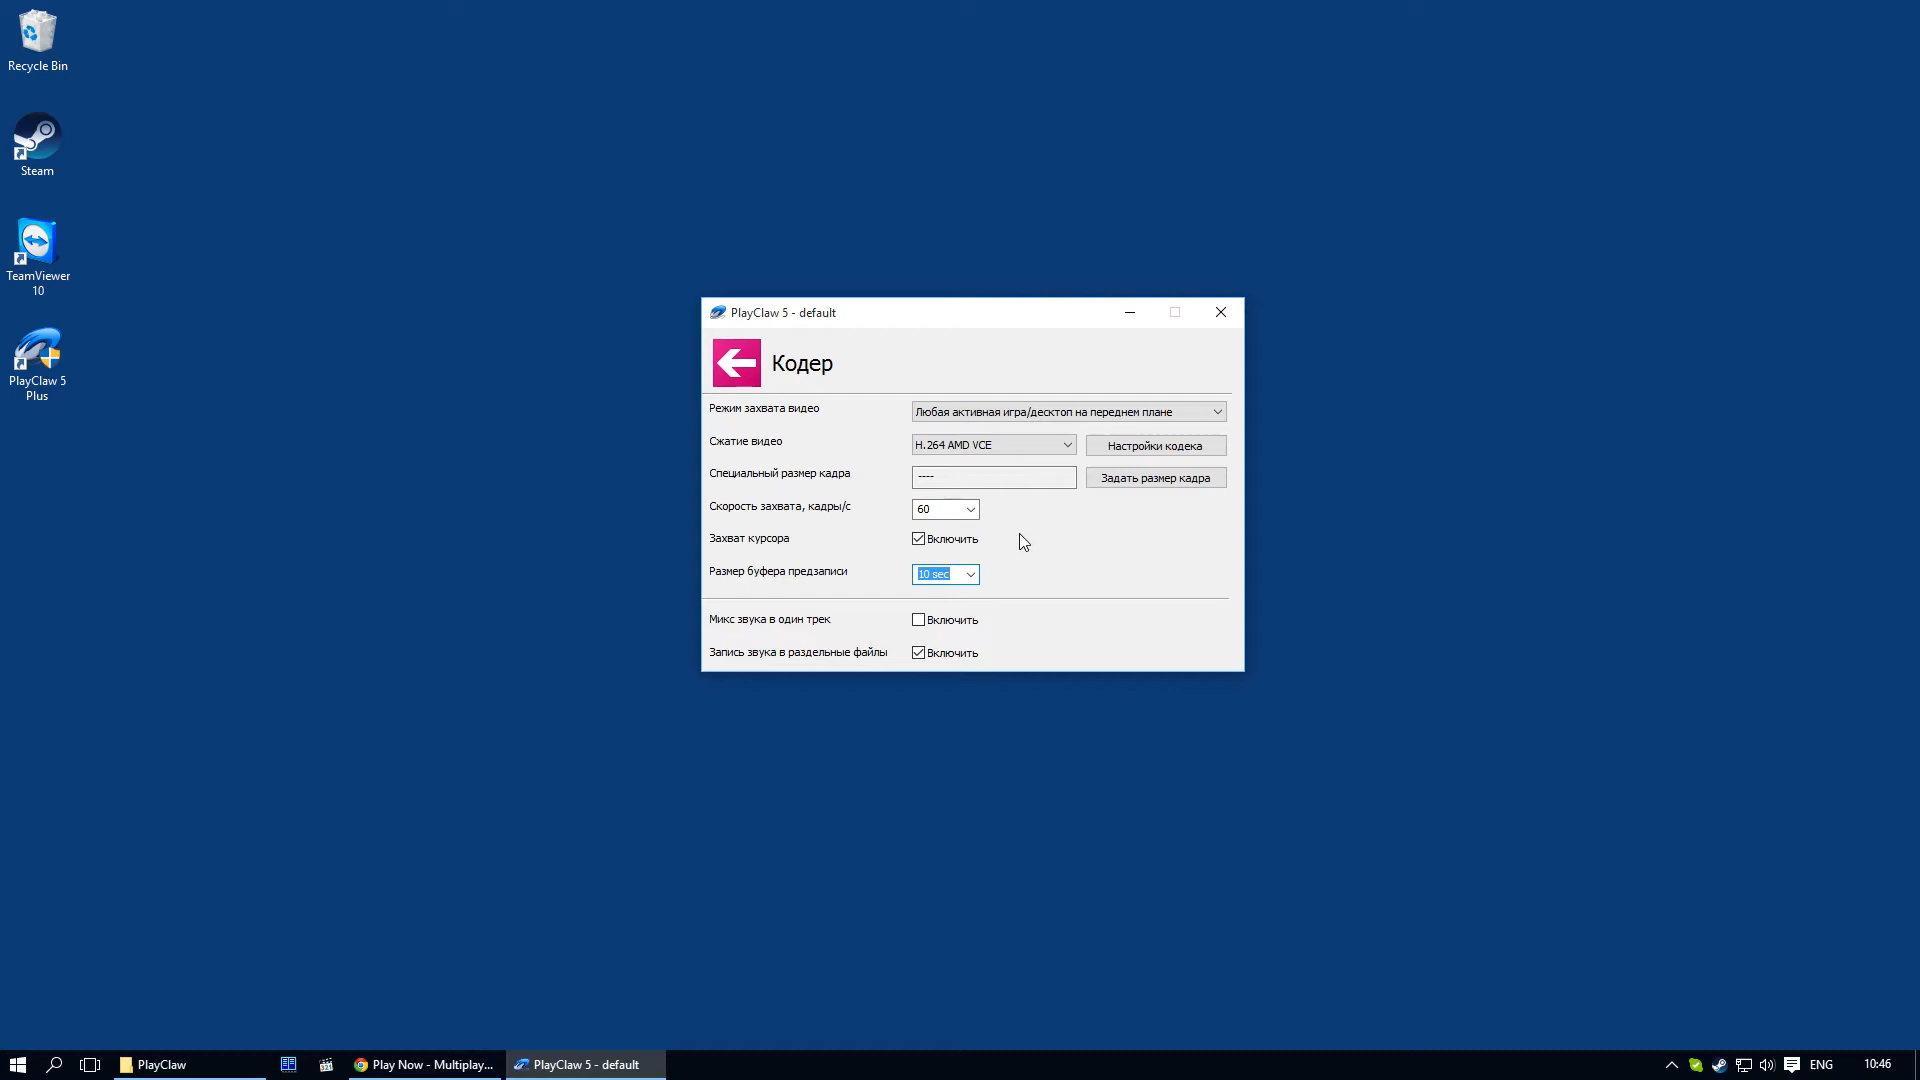 Recycle Bin
Steam
TeamViewer
10
PlayClaw 5
Plus
PlayClaw 5 - default
Кодер
Режим захвата видео
Любая активная игра/десктоп на переднем плане
Сжатие видео
H.264 AMD VCE
Настройки кодека
Специальный размер кадра
----
Задать размер кадра
Скорость захвата, кадры/с
60
Захват курсора
Включить
Размер буфера предзаписи
10 sec
Микс звука в один трек
Включить
Запись звука в раздельные файлы
Включить
PlayClaw
Play Now - Multiplay...
PlayClaw 5 - default
ENG
10:46